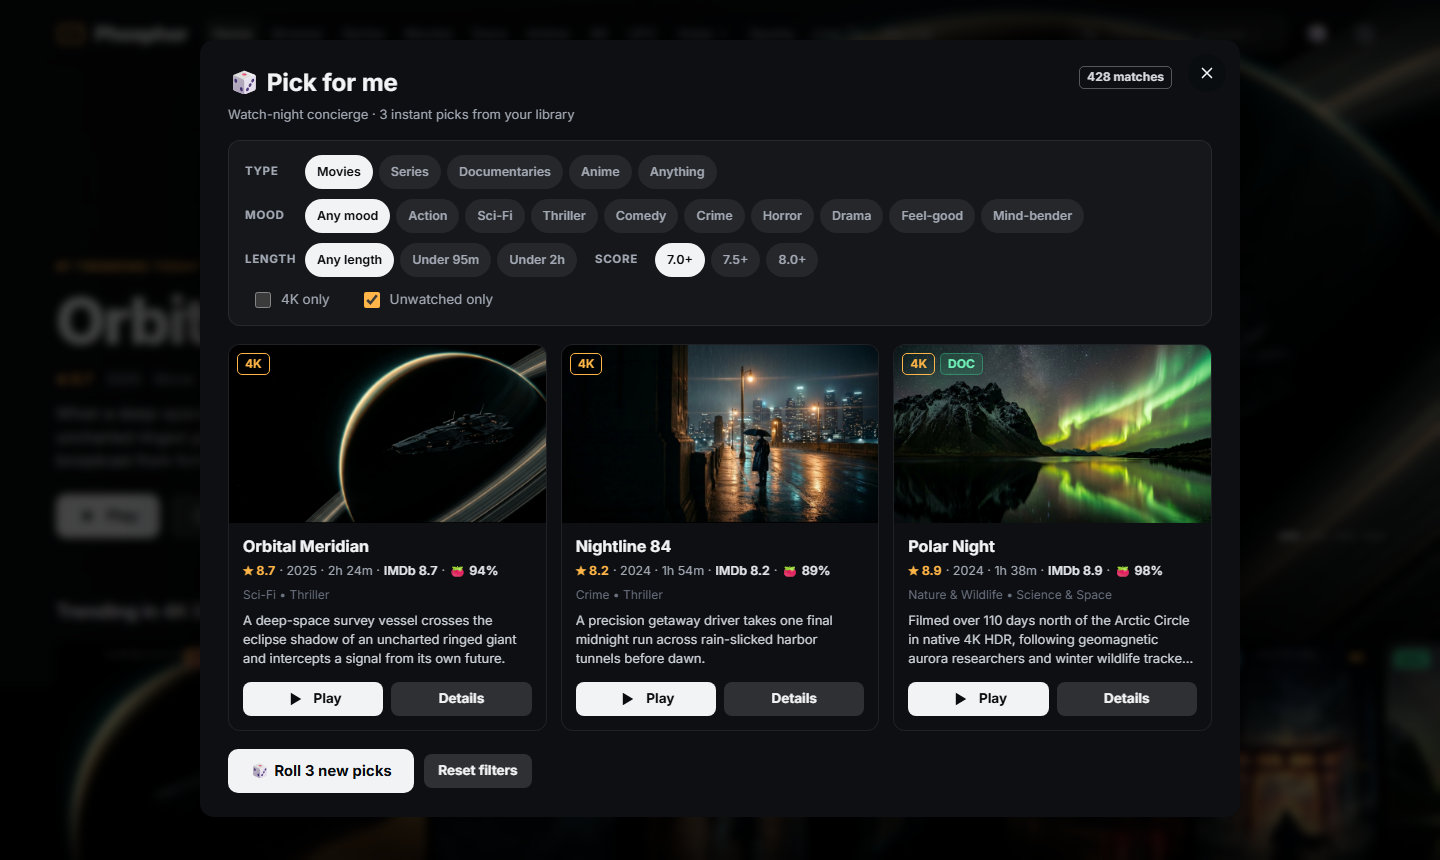 Pick for me
428 matches
Watch-night concierge · 3 instant picks from your library
TYPE Movies Series Documentaries Anime Anything
MOOD Any mood Action Sci-Fi Thriller Comedy Crime Horror Drama Feel-good Mind-bender
LENGTH Any length Under 95m Under 2h SCORE 7.0+ 7.5+ 8.0+
4K only Unwatched only
4K
Orbital Meridian
★ 8.7 · 2025 · 2h 24m · IMDb 8.7 · 94%
Sci-Fi • Thriller
A deep-space survey vessel crosses the
eclipse shadow of an uncharted ringed giant
and intercepts a signal from its own future.
Play Details
4K
Nightline 84
★ 8.2 · 2024 · 1h 54m · IMDb 8.2 · 89%
Crime • Thriller
A precision getaway driver takes one final
midnight run across rain-slicked harbor
tunnels before dawn.
Play Details
4K DOC
Polar Night
★ 8.9 · 2024 · 1h 38m · IMDb 8.9 · 98%
Nature & Wildlife • Science & Space
Filmed over 110 days north of the Arctic Circle
in native 4K HDR, following geomagnetic
aurora researchers and winter wildlife tracke...
Play Details
Roll 3 new picks Reset filters
Phosphor
Orbit
Play
Trending in 4K